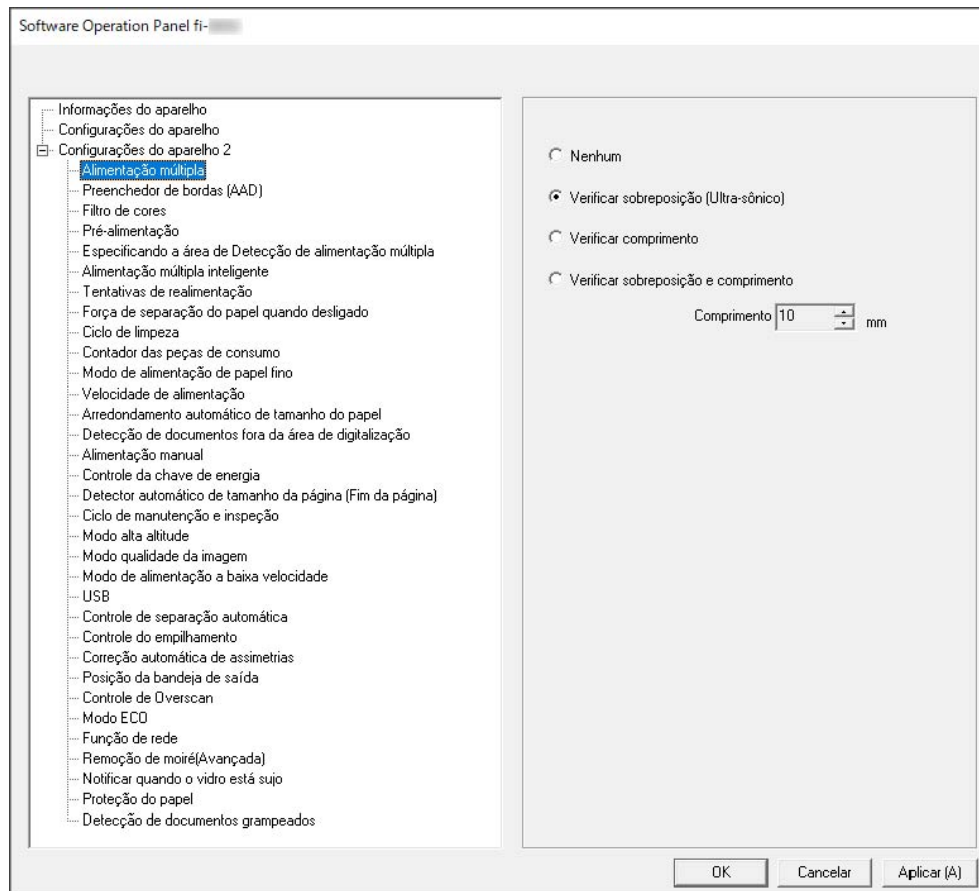 Software Operation Panel fi-
Informações do aparelho
Configurações do aparelho
Configurações do aparelho 2
Alimentação múltipla
Preenchedor de bordas (AAD)
Filtro de cores
Pré-alimentação
Especificando a área de Detecção de alimentação múltipla
Alimentação múltipla inteligente
Tentativas de realimentação
Força de separação do papel quando desligado
Ciclo de limpeza
Contador das peças de consumo
Modo de alimentação de papel fino
Velocidade de alimentação
Arredondamento automático de tamanho do papel
Detecção de documentos fora da área de digitalização
Alimentação manual
Controle da chave de energia
Detector automático de tamanho da página (Fim da página)
Ciclo de manutenção e inspeção
Modo alta altitude
Modo qualidade da imagem
Modo de alimentação a baixa velocidade
USB
Controle de separação automática
Controle do empilhamento
Correção automática de assimetrias
Posição da bandeja de saída
Controle de Overscan
Modo ECO
Função de rede
Remoção de moiré(Avançada)
Notificar quando o vidro está sujo
Proteção do papel
Detecção de documentos grampeados
Nenhum
Verificar sobreposição (Ultra-sônico)
Verificar comprimento
Verificar sobreposição e comprimento
Comprimento 10 mm
OK Cancelar Aplicar (A)